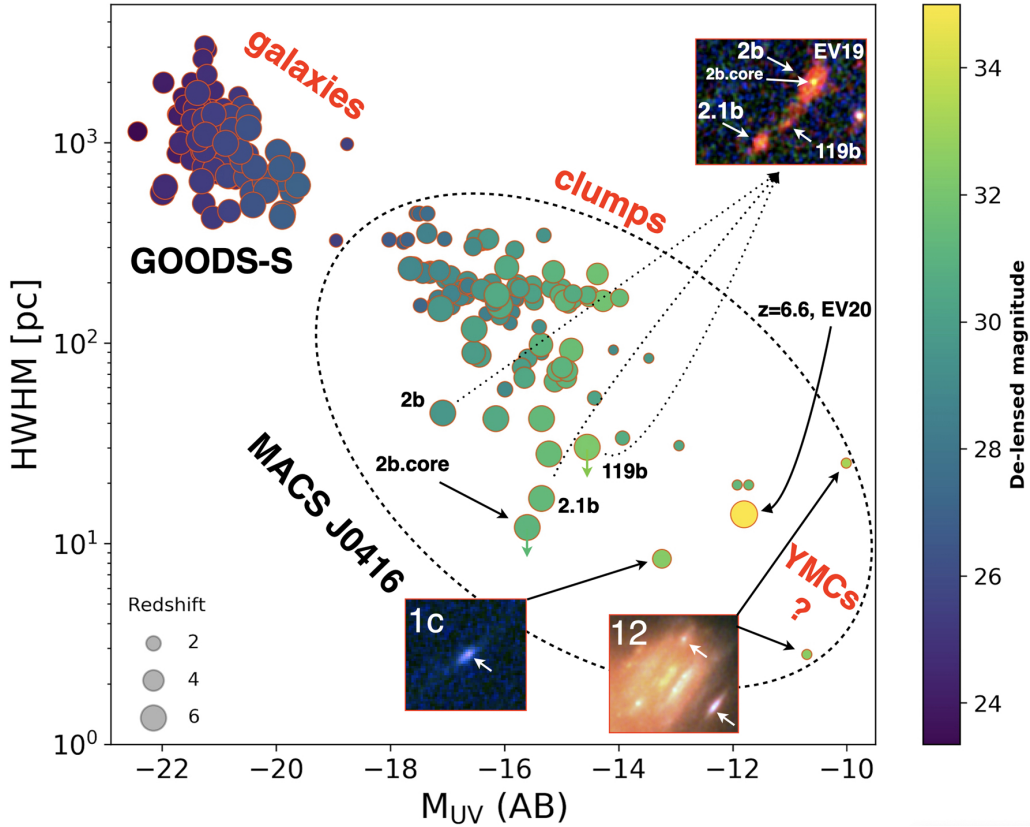 galaxies
GOODS-S
2b
EV19
2b.core
2.1b
119b
clumps
z=6.6, EV20
2b
2b.core
119b
2.1b
MACS J0416
YMCs
?
1c
12
Redshift
2
4
6
10³
10²
10¹
10⁰
HWHM [pc]
−22
−20
−18
−16
−14
−12
−10
M_UV (AB)
34
32
30
28
26
24
De-lensed magnitude